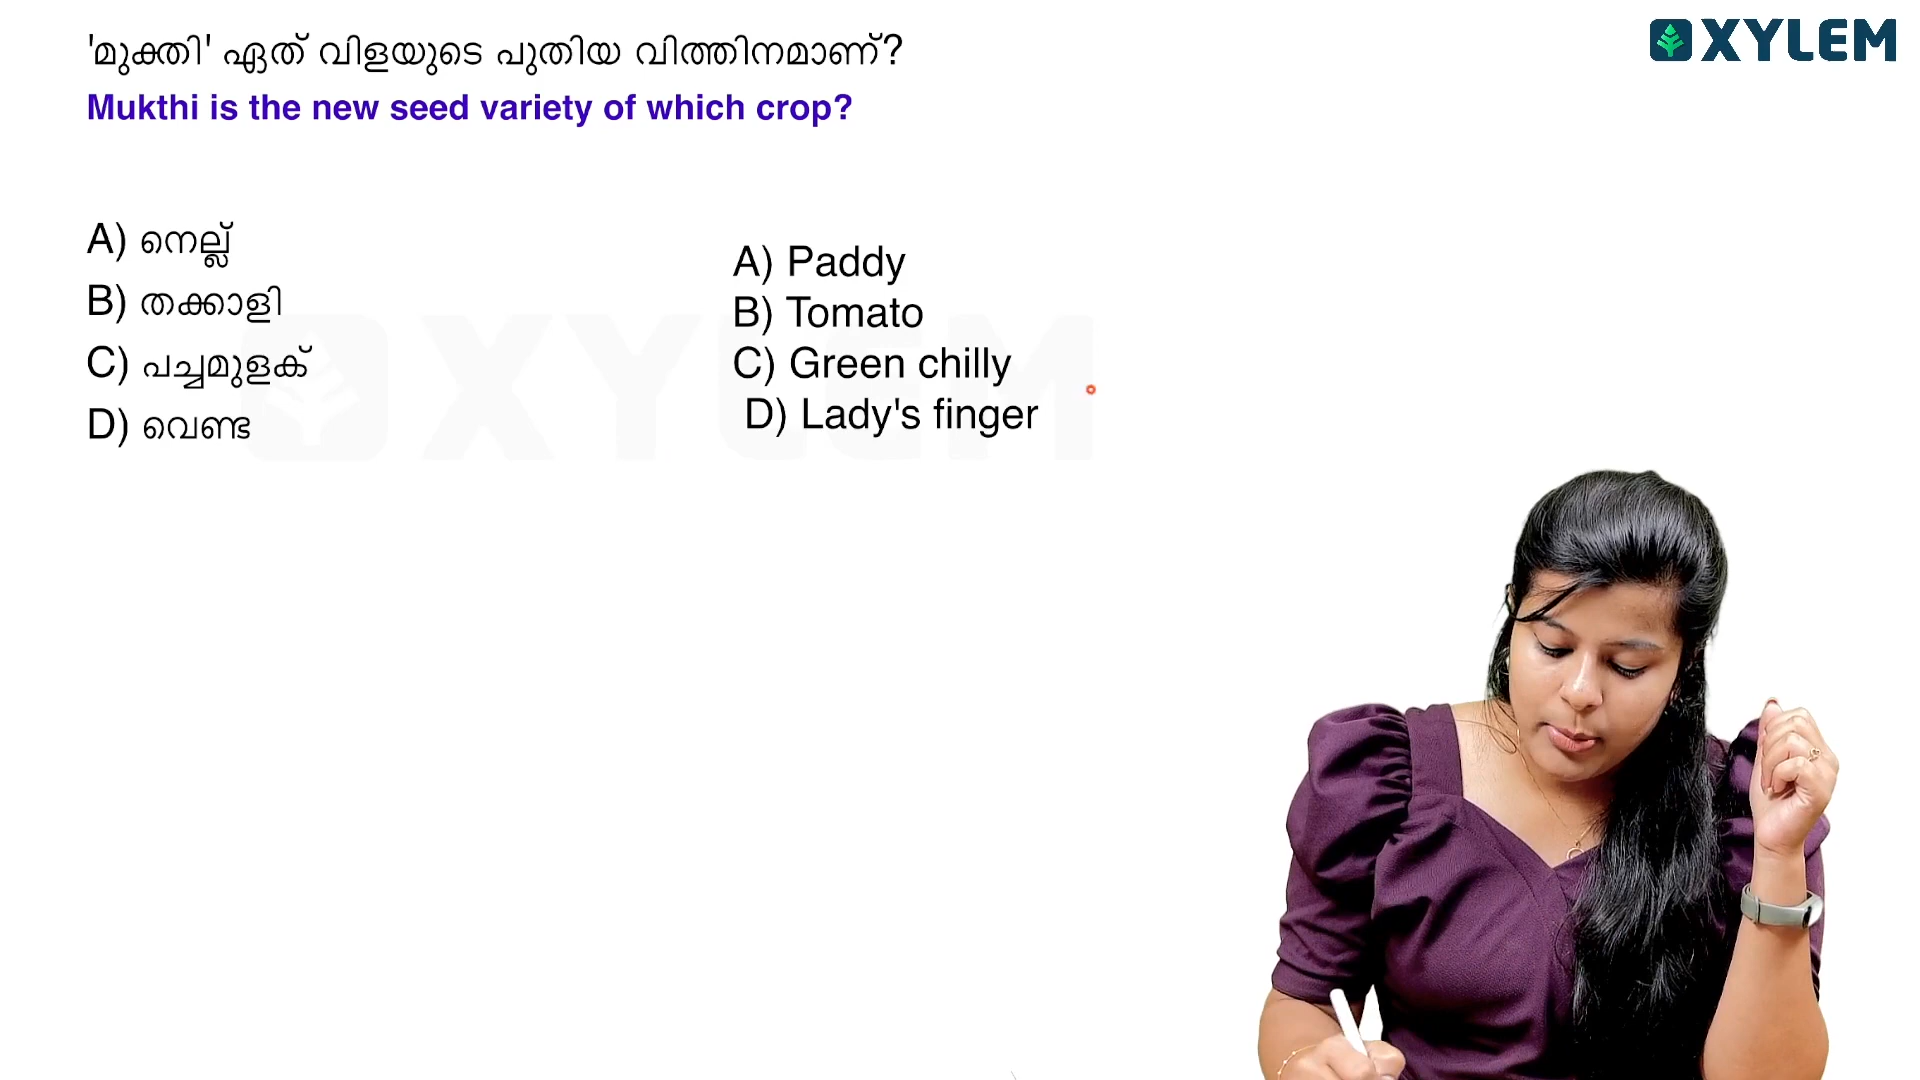 'മുക്തി' ഏത് വിളയുടെ പുതിയ വിത്തിനമാണ്?
Mukthi is the new seed variety of which crop?
XYLEM
A) നെല്ല്
B) തക്കാളി
C) പച്ചമുളക്
D) വെണ്ട
A) Paddy
B) Tomato
C) Green chilly
D) Lady's finger
XYLEM